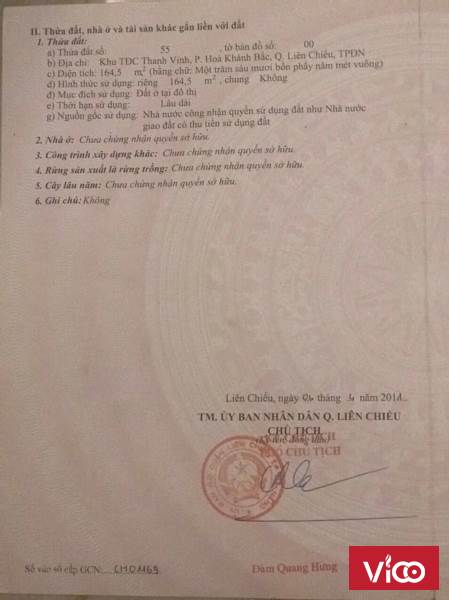 II. Thửa đất, nhà ở và tài sản khác gắn liền với đất
1. Thửa đất:
a) Thửa đất số: 55 , tờ bản đồ số: 00
b) Địa chỉ: Khu TĐC Thanh Vinh, P. Hoà Khánh Bắc, Q. Liên Chiểu, TPĐN
c) Diện tích: 164,5 m², (bằng chữ: Một trăm sáu mươi bốn phẩy năm mét vuông)
d) Hình thức sử dụng: riêng 164,5 m², chung Không
đ) Mục đích sử dụng: Đất ở tại đô thị
e) Thời hạn sử dụng: Lâu dài
g) Nguồn gốc sử dụng: Nhà nước công nhận quyền sử dụng đất như Nhà nước
giao đất có thu tiền sử dụng đất
2. Nhà ở: Chưa chứng nhận quyền sở hữu.
3. Công trình xây dựng khác: Chưa chứng nhận quyền sở hữu.
4. Rừng sản xuất là rừng trồng: Chưa chứng nhận quyền sở hữu.
5. Cây lâu năm: Chưa chứng nhận quyền sở hữu.
6. Ghi chú: Không
Liên Chiểu, ngày tháng năm
TM. ỦY BAN NHÂN DÂN Q. LIÊN CHIỂU
CHỦ TỊCH
PHÓ CHỦ TỊCH
Số vào sổ cấp GCN: CH01169
Đàm Quang Hưng
Vico